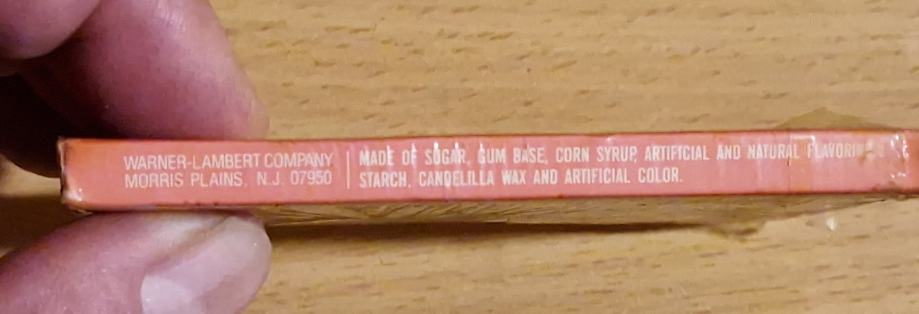 WARNER-LAMBERT COMPANY
MORRIS PLAINS, N.J. 07950
MADE OF SUGAR, GUM BASE, CORN SYRUP, ARTIFICIAL AND NATURAL FLAVORING,
STARCH, CANDELILLA WAX AND ARTIFICIAL COLOR.